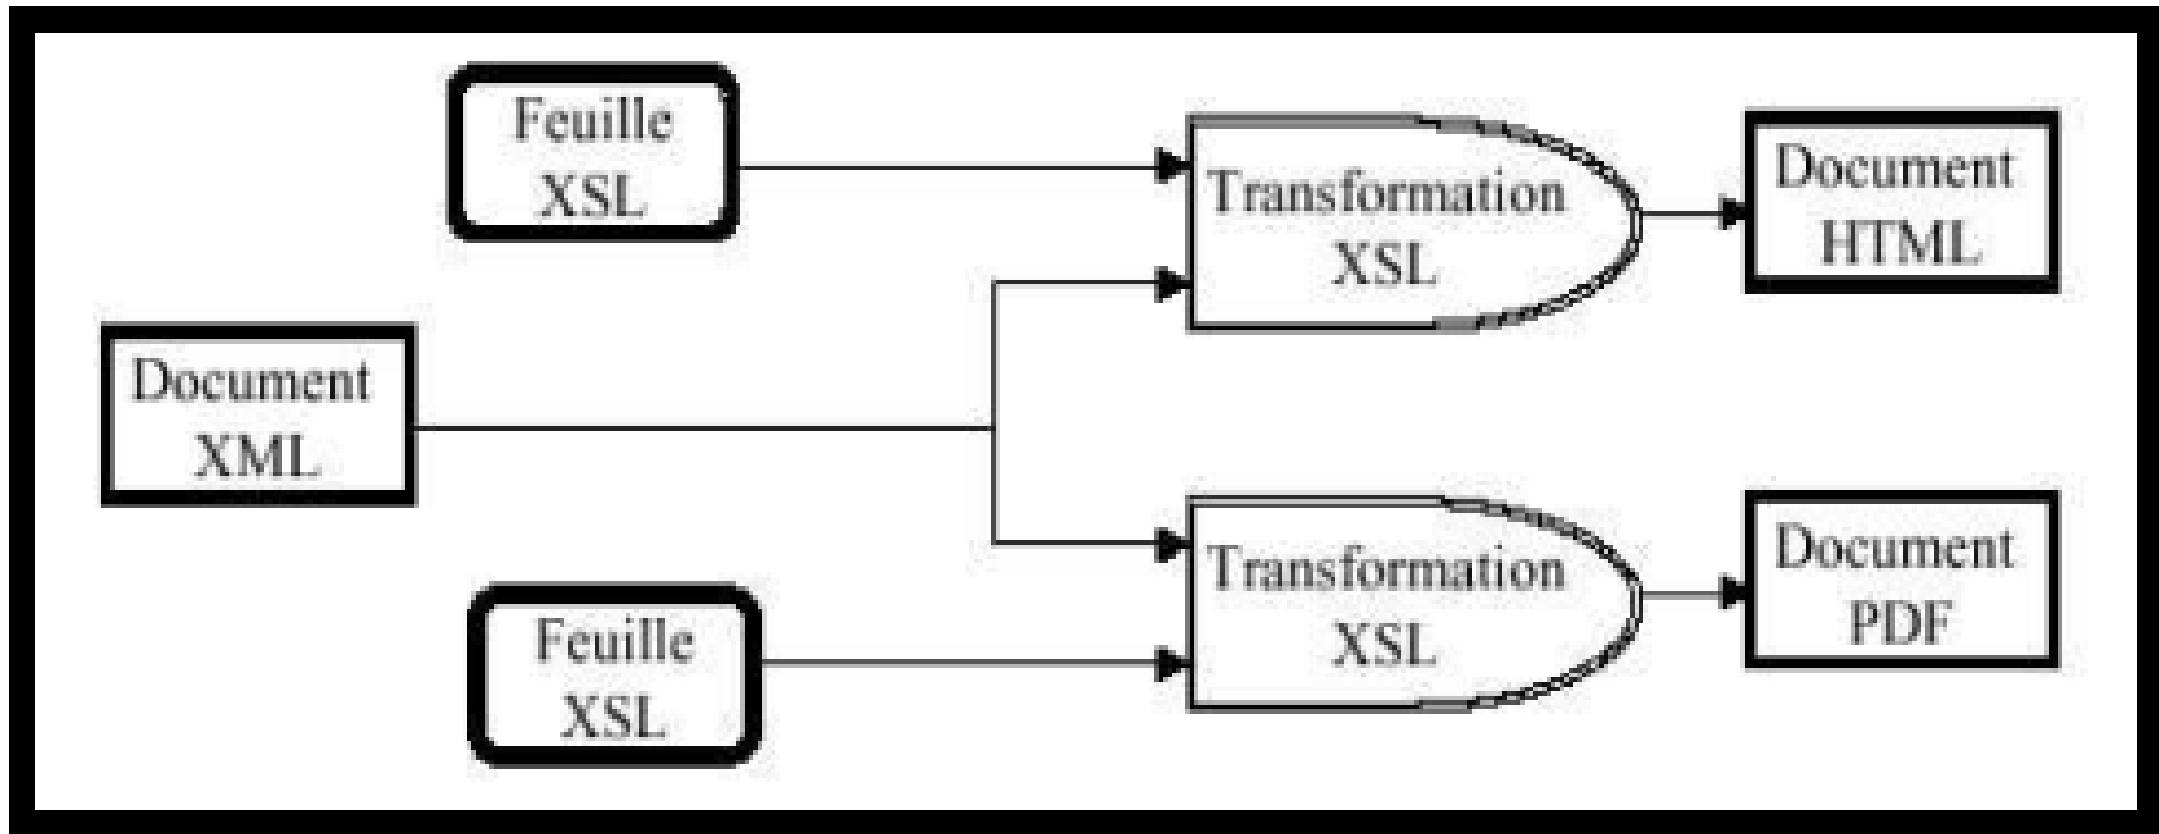 Feuille
XSL
Transformation
XSL
Document
HTML
Document
XML
Transformation
XSL
Document
PDF
Feuille
XSL